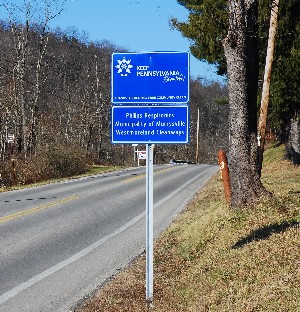 KEEP
PENNSYLVANIA
Beautiful
Philips Respironics
Municipality of Murrysville
Westmoreland Cleanways